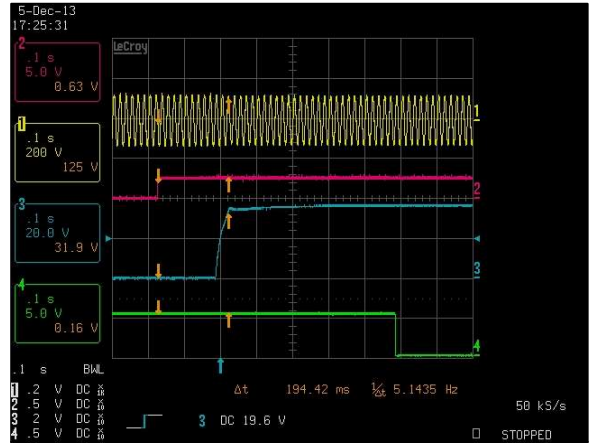 5-Dec-13
17:25:31
LeCroy
2
.1 s
5.0 V
0.63 V
1
.1 s
200 V
125 V
3
.1 s
20.0 V
31.9 V
4
.1 s
5.0 V
0.16 V
1
2
3
4
.1 s BWL
1 .2 V DC
2 .5 V DC
3 2 V DC
4 .5 V DC
Δt 194.42 ms 1/Δt 5.1435 Hz
3 DC 19.6 V
50 kS/s
STOPPED